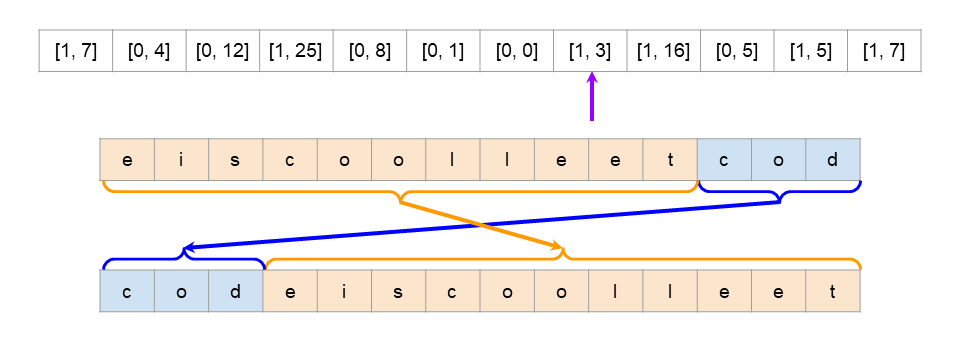 [1, 7] [0, 4] [0, 12] [1, 25] [0, 8] [0, 1] [0, 0] [1, 3] [1, 16] [0, 5] [1, 5] [1, 7]
e i s c o o l l e e t c o d
c o d e i s c o o l l e e t